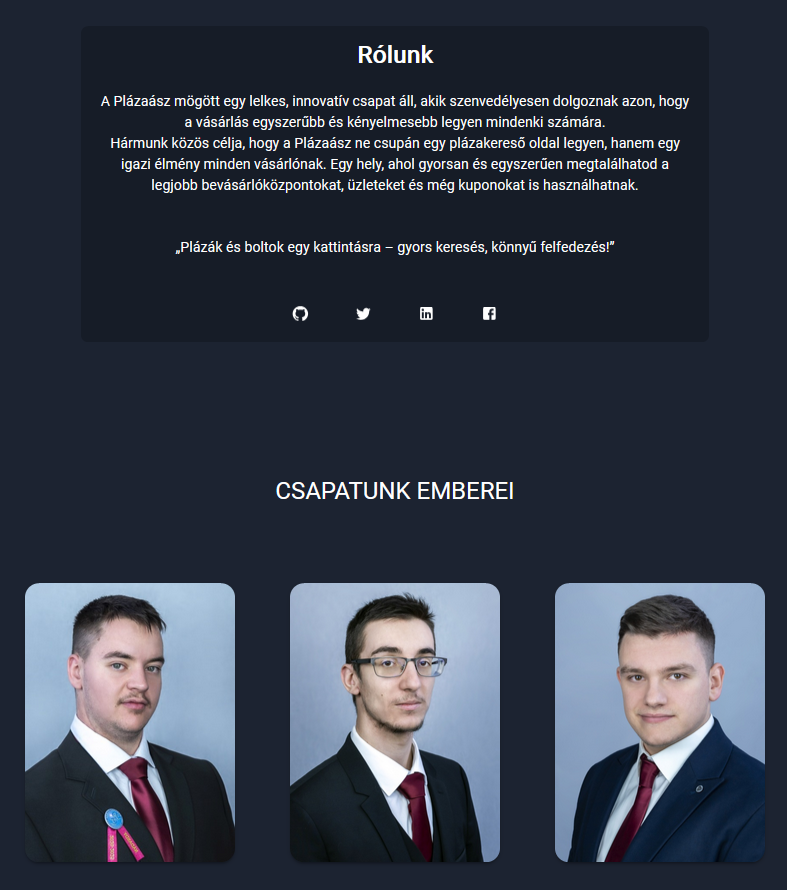 Rólunk
A Plázaász mögött egy lelkes, innovatív csapat áll, akik szenvedélyesen dolgoznak azon, hogy
a vásárlás egyszerűbb és kényelmesebb legyen mindenki számára.
Hármunk közös célja, hogy a Plázaász ne csupán egy plázakereső oldal legyen, hanem egy
igazi élmény minden vásárlónak. Egy hely, ahol gyorsan és egyszerűen megtalálhatod a
legjobb bevásárlóközpontokat, üzleteket és még kuponokat is használhatnak.
„Plázák és boltok egy kattintásra – gyors keresés, könnyű felfedezés!”
CSAPATUNK EMBEREI